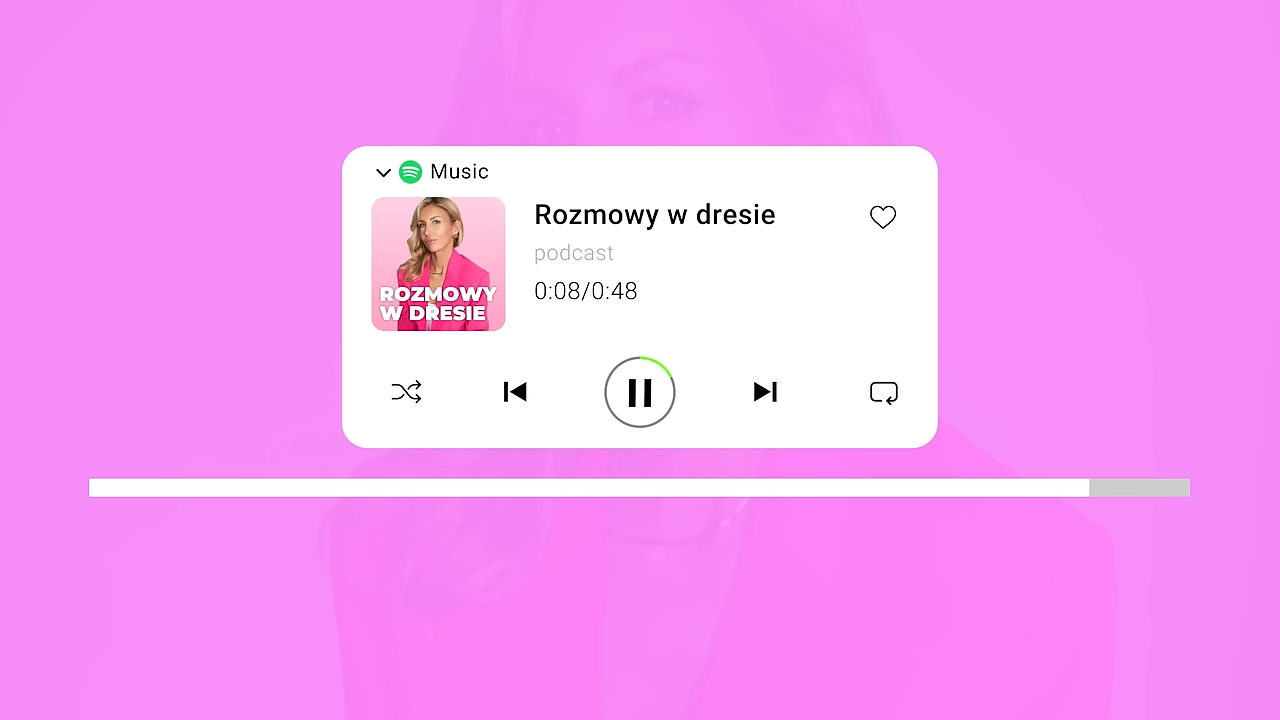 Music
Rozmowy w dresie
podcast
0:08/0:48
ROZMOWY
W DRESIE